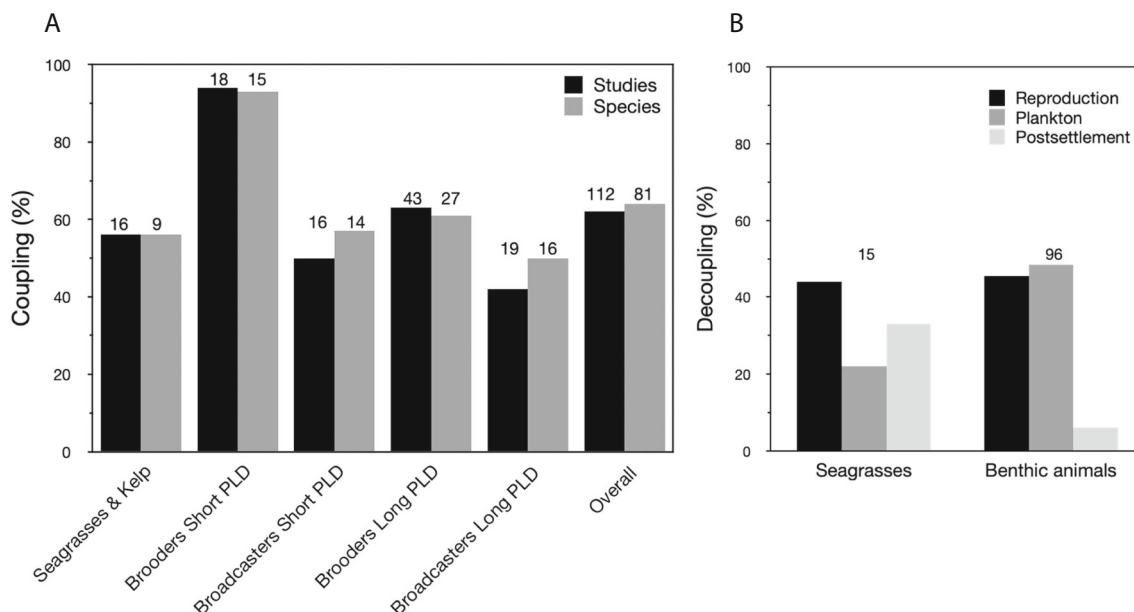 A
Coupling (%)
100
80
60
40
20
0
Studies
Species
16
9
18
15
16
14
43
27
19
16
112
81
Seagrasses & Kelp
Brooders Short PLD
Broadcasters Short PLD
Brooders Long PLD
Broadcasters Long PLD
Overall
B
Decoupling (%)
100
80
60
40
20
0
Reproduction
Plankton
Postsettlement
15
96
Seagrasses
Benthic animals